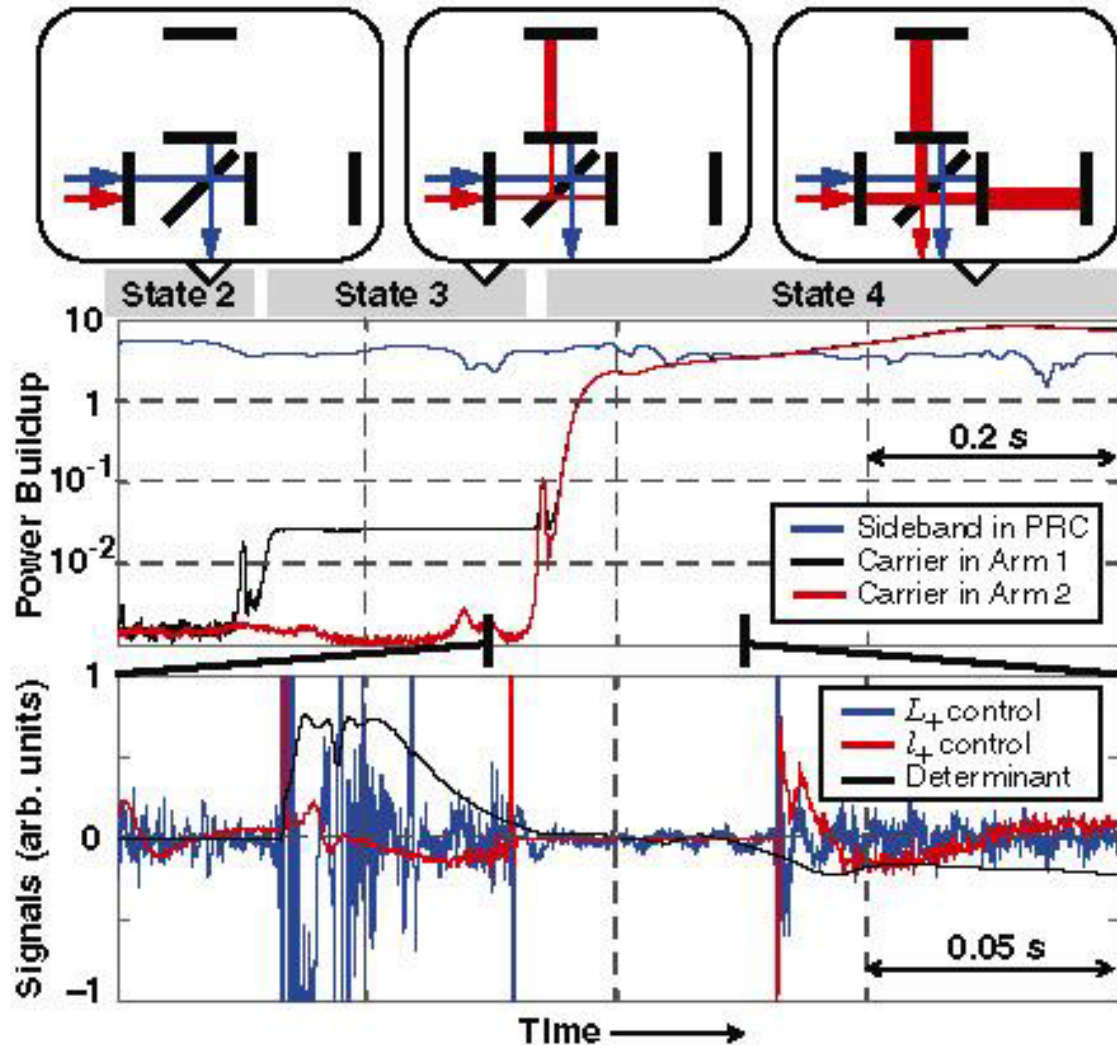 State 2
State 3
State 4
10
1
10-1
10-2
Power Buildup
0.2 s
Sideband in PRC
Carrier in Arm 1
Carrier in Arm 2
1
0
-1
Signals (arb. units)
L+ control
l+ control
Determinant
0.05 s
Time